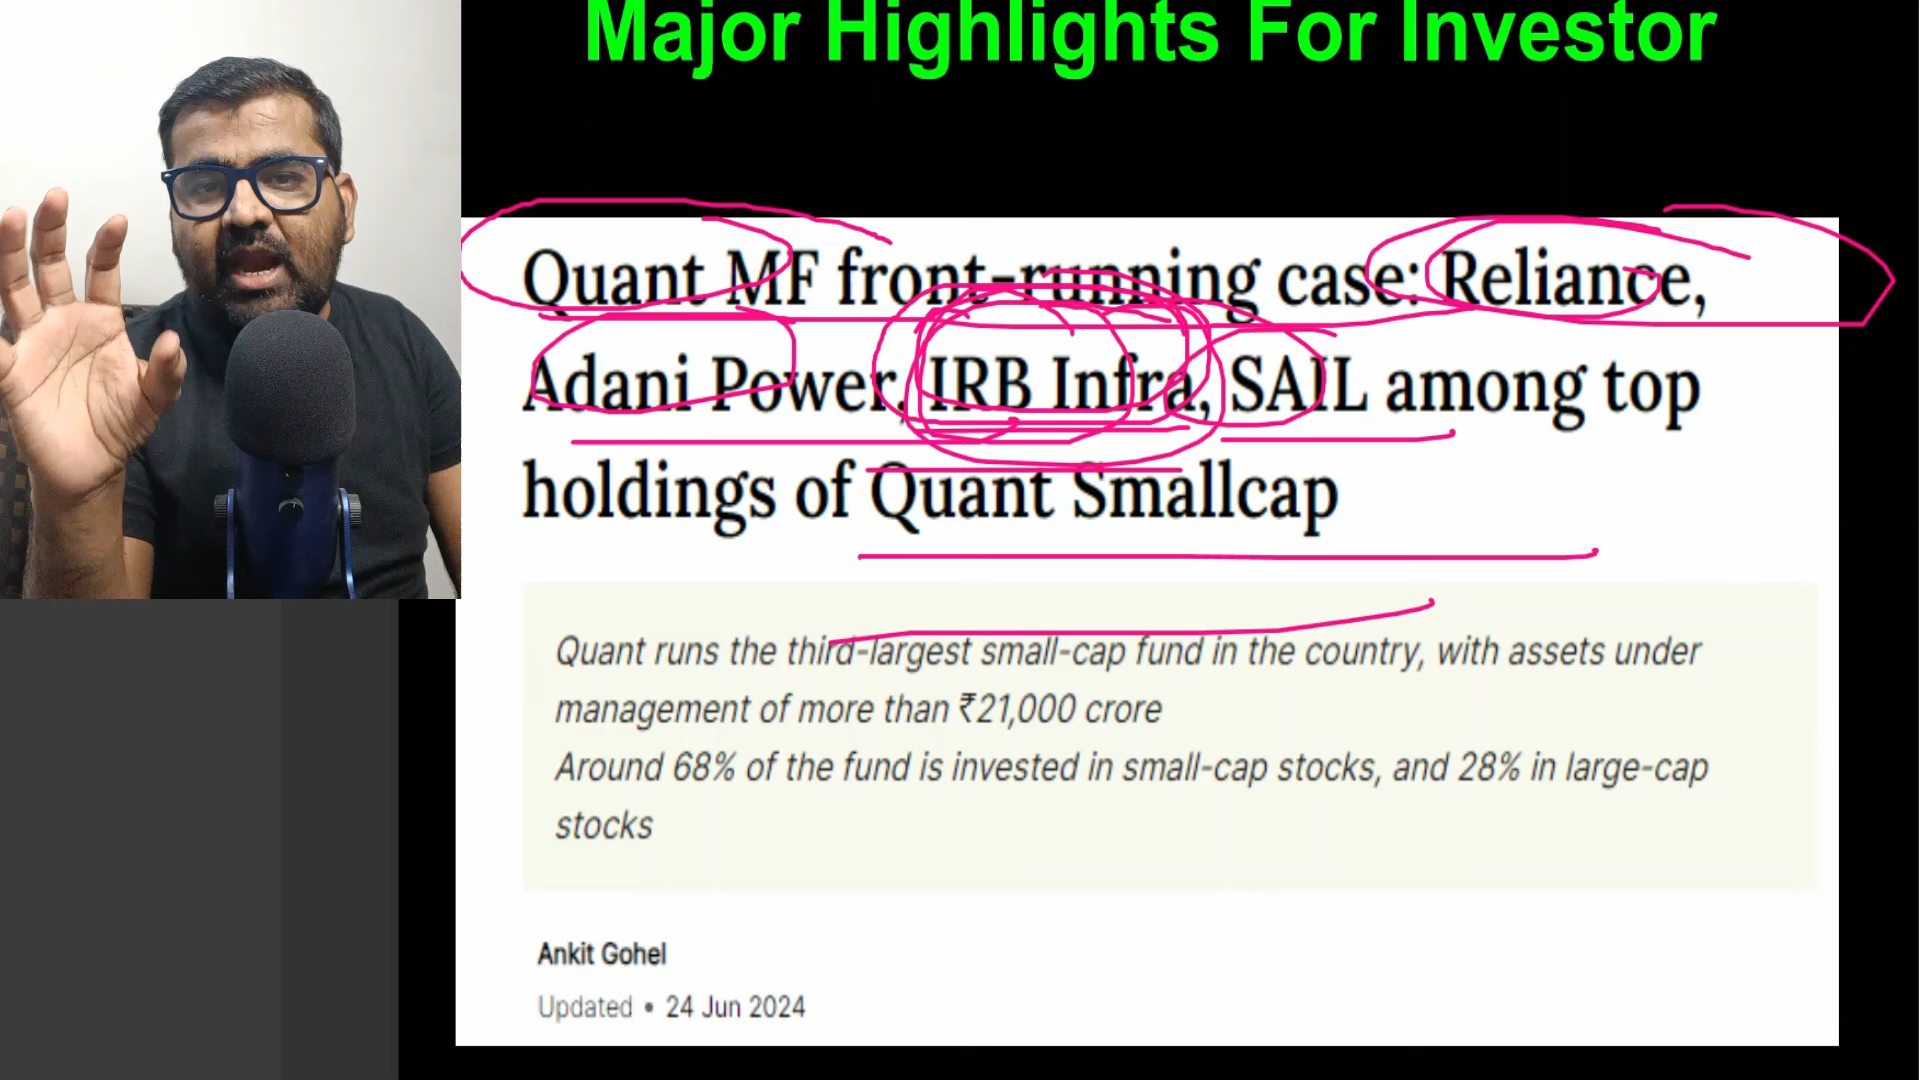 Major Highlights For Investor
Quant MF front-running case: Reliance,
Adani Power, IRB Infra, SAIL among top
holdings of Quant Smallcap
Quant runs the third-largest small-cap fund in the country, with assets under
management of more than ₹21,000 crore
Around 68% of the fund is invested in small-cap stocks, and 28% in large-cap
stocks
Ankit Gohel
Updated • 24 Jun 2024